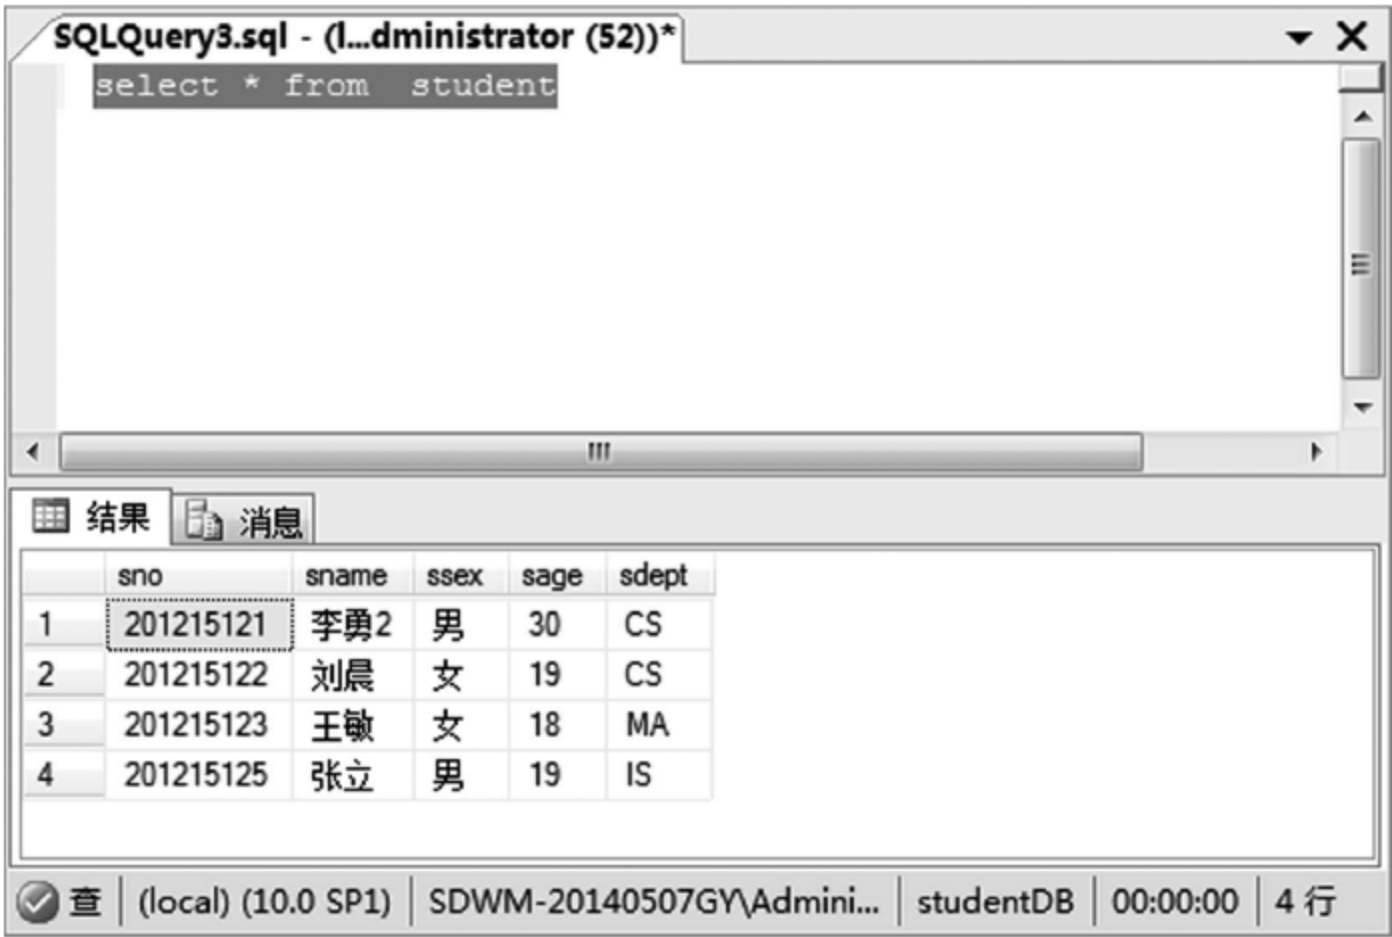 SQLQuery3.sql - (l...dministrator (52))*
select * from student
结果 消息
sno sname ssex sage sdept
1 201215121 李勇2 男 30 CS
2 201215122 刘晨 女 19 CS
3 201215123 王敏 女 18 MA
4 201215125 张立 男 19 IS
查 (local) (10.0 SP1) SDWM-20140507GY\Admini... studentDB 00:00:00 4 行